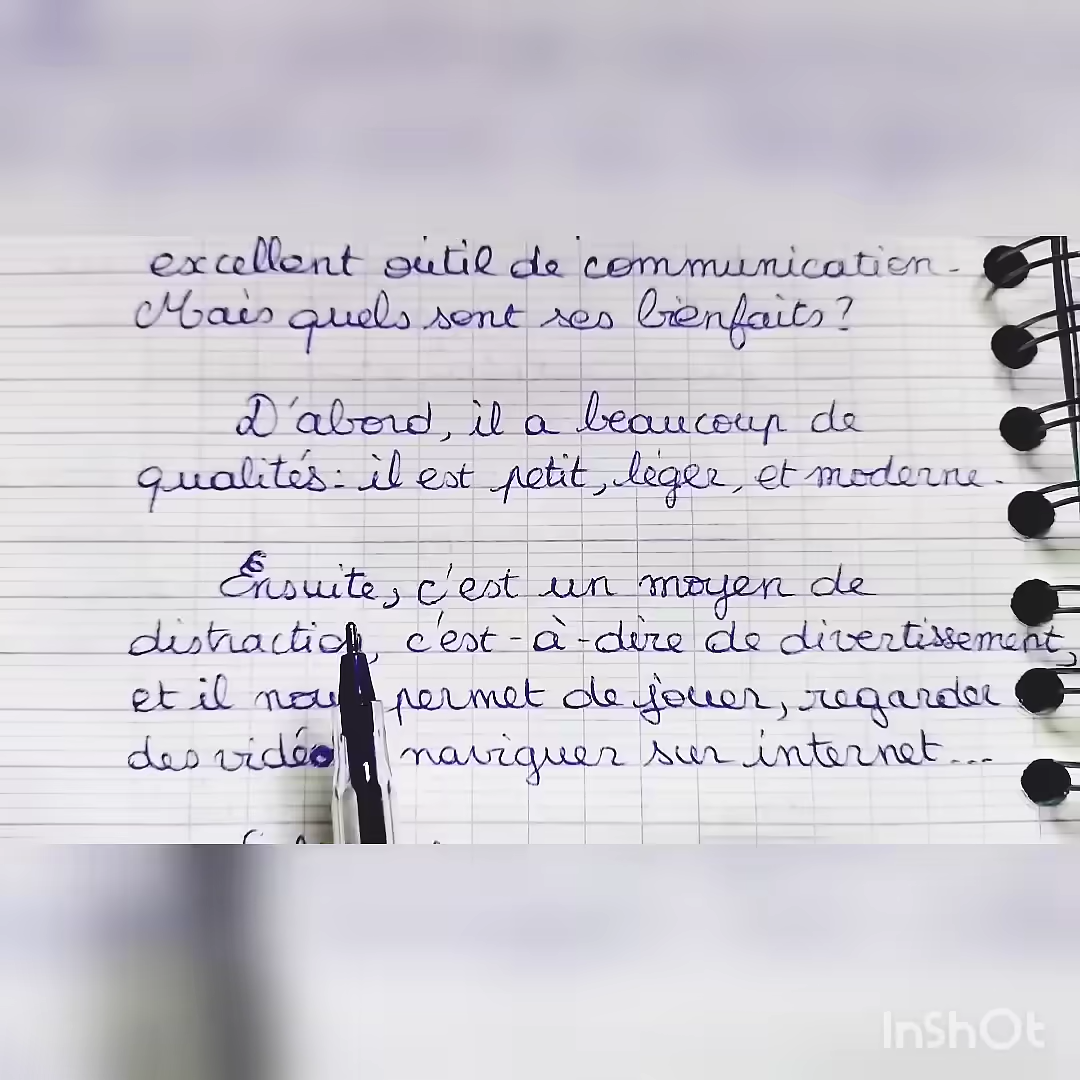 excellent outil de communication.
Mais quels sont ses bienfaits ?
D'abord, il a beaucoup de
qualités : il est petit, léger, et moderne.
Ensuite, c'est un moyen de
distraction, c'est-à-dire de divertissement,
et il nous permet de jouer, regarder
des vidéo naviguer sur internet...
InShOt